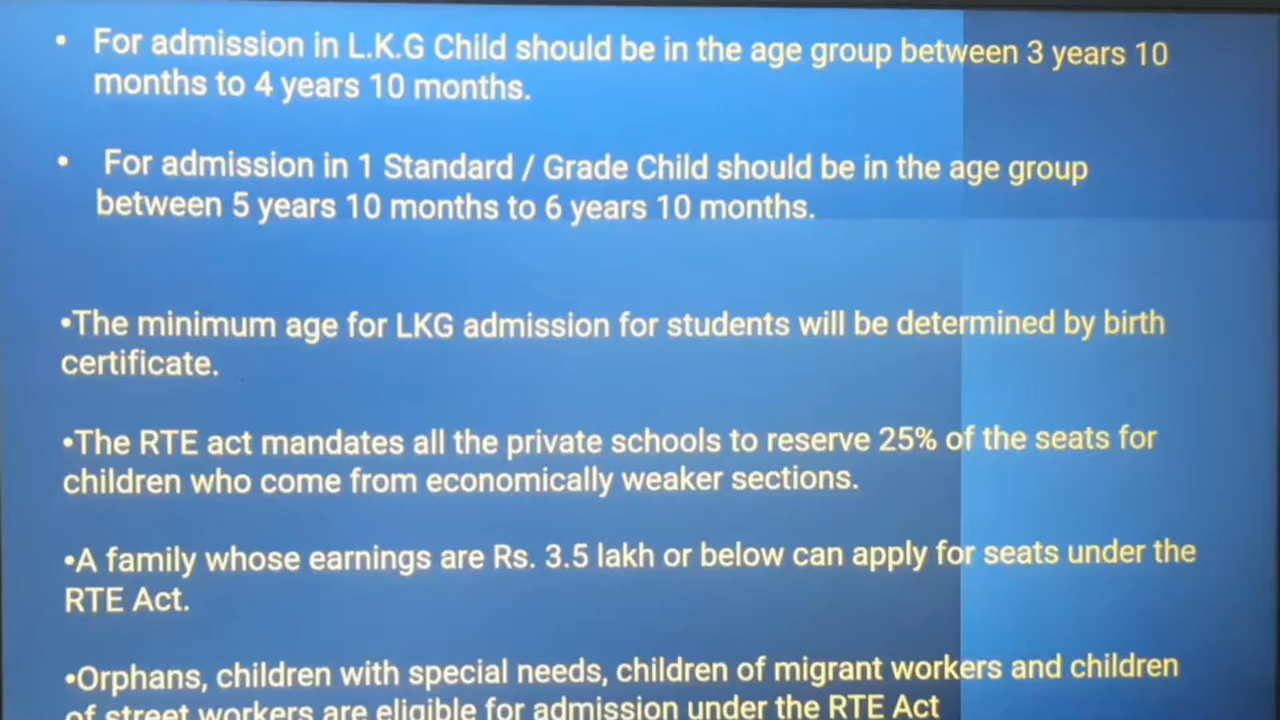 • For admission in L.K.G Child should be in the age group between 3 years 10
months to 4 years 10 months.
• For admission in 1 Standard / Grade Child should be in the age group
between 5 years 10 months to 6 years 10 months.
•The minimum age for LKG admission for students will be determined by birth
certificate.
•The RTE act mandates all the private schools to reserve 25% of the seats for
children who come from economically weaker sections.
•A family whose earnings are Rs. 3.5 lakh or below can apply for seats under the
RTE Act.
•Orphans, children with special needs, children of migrant workers and children
of street workers are eligible for admission under the RTE Act